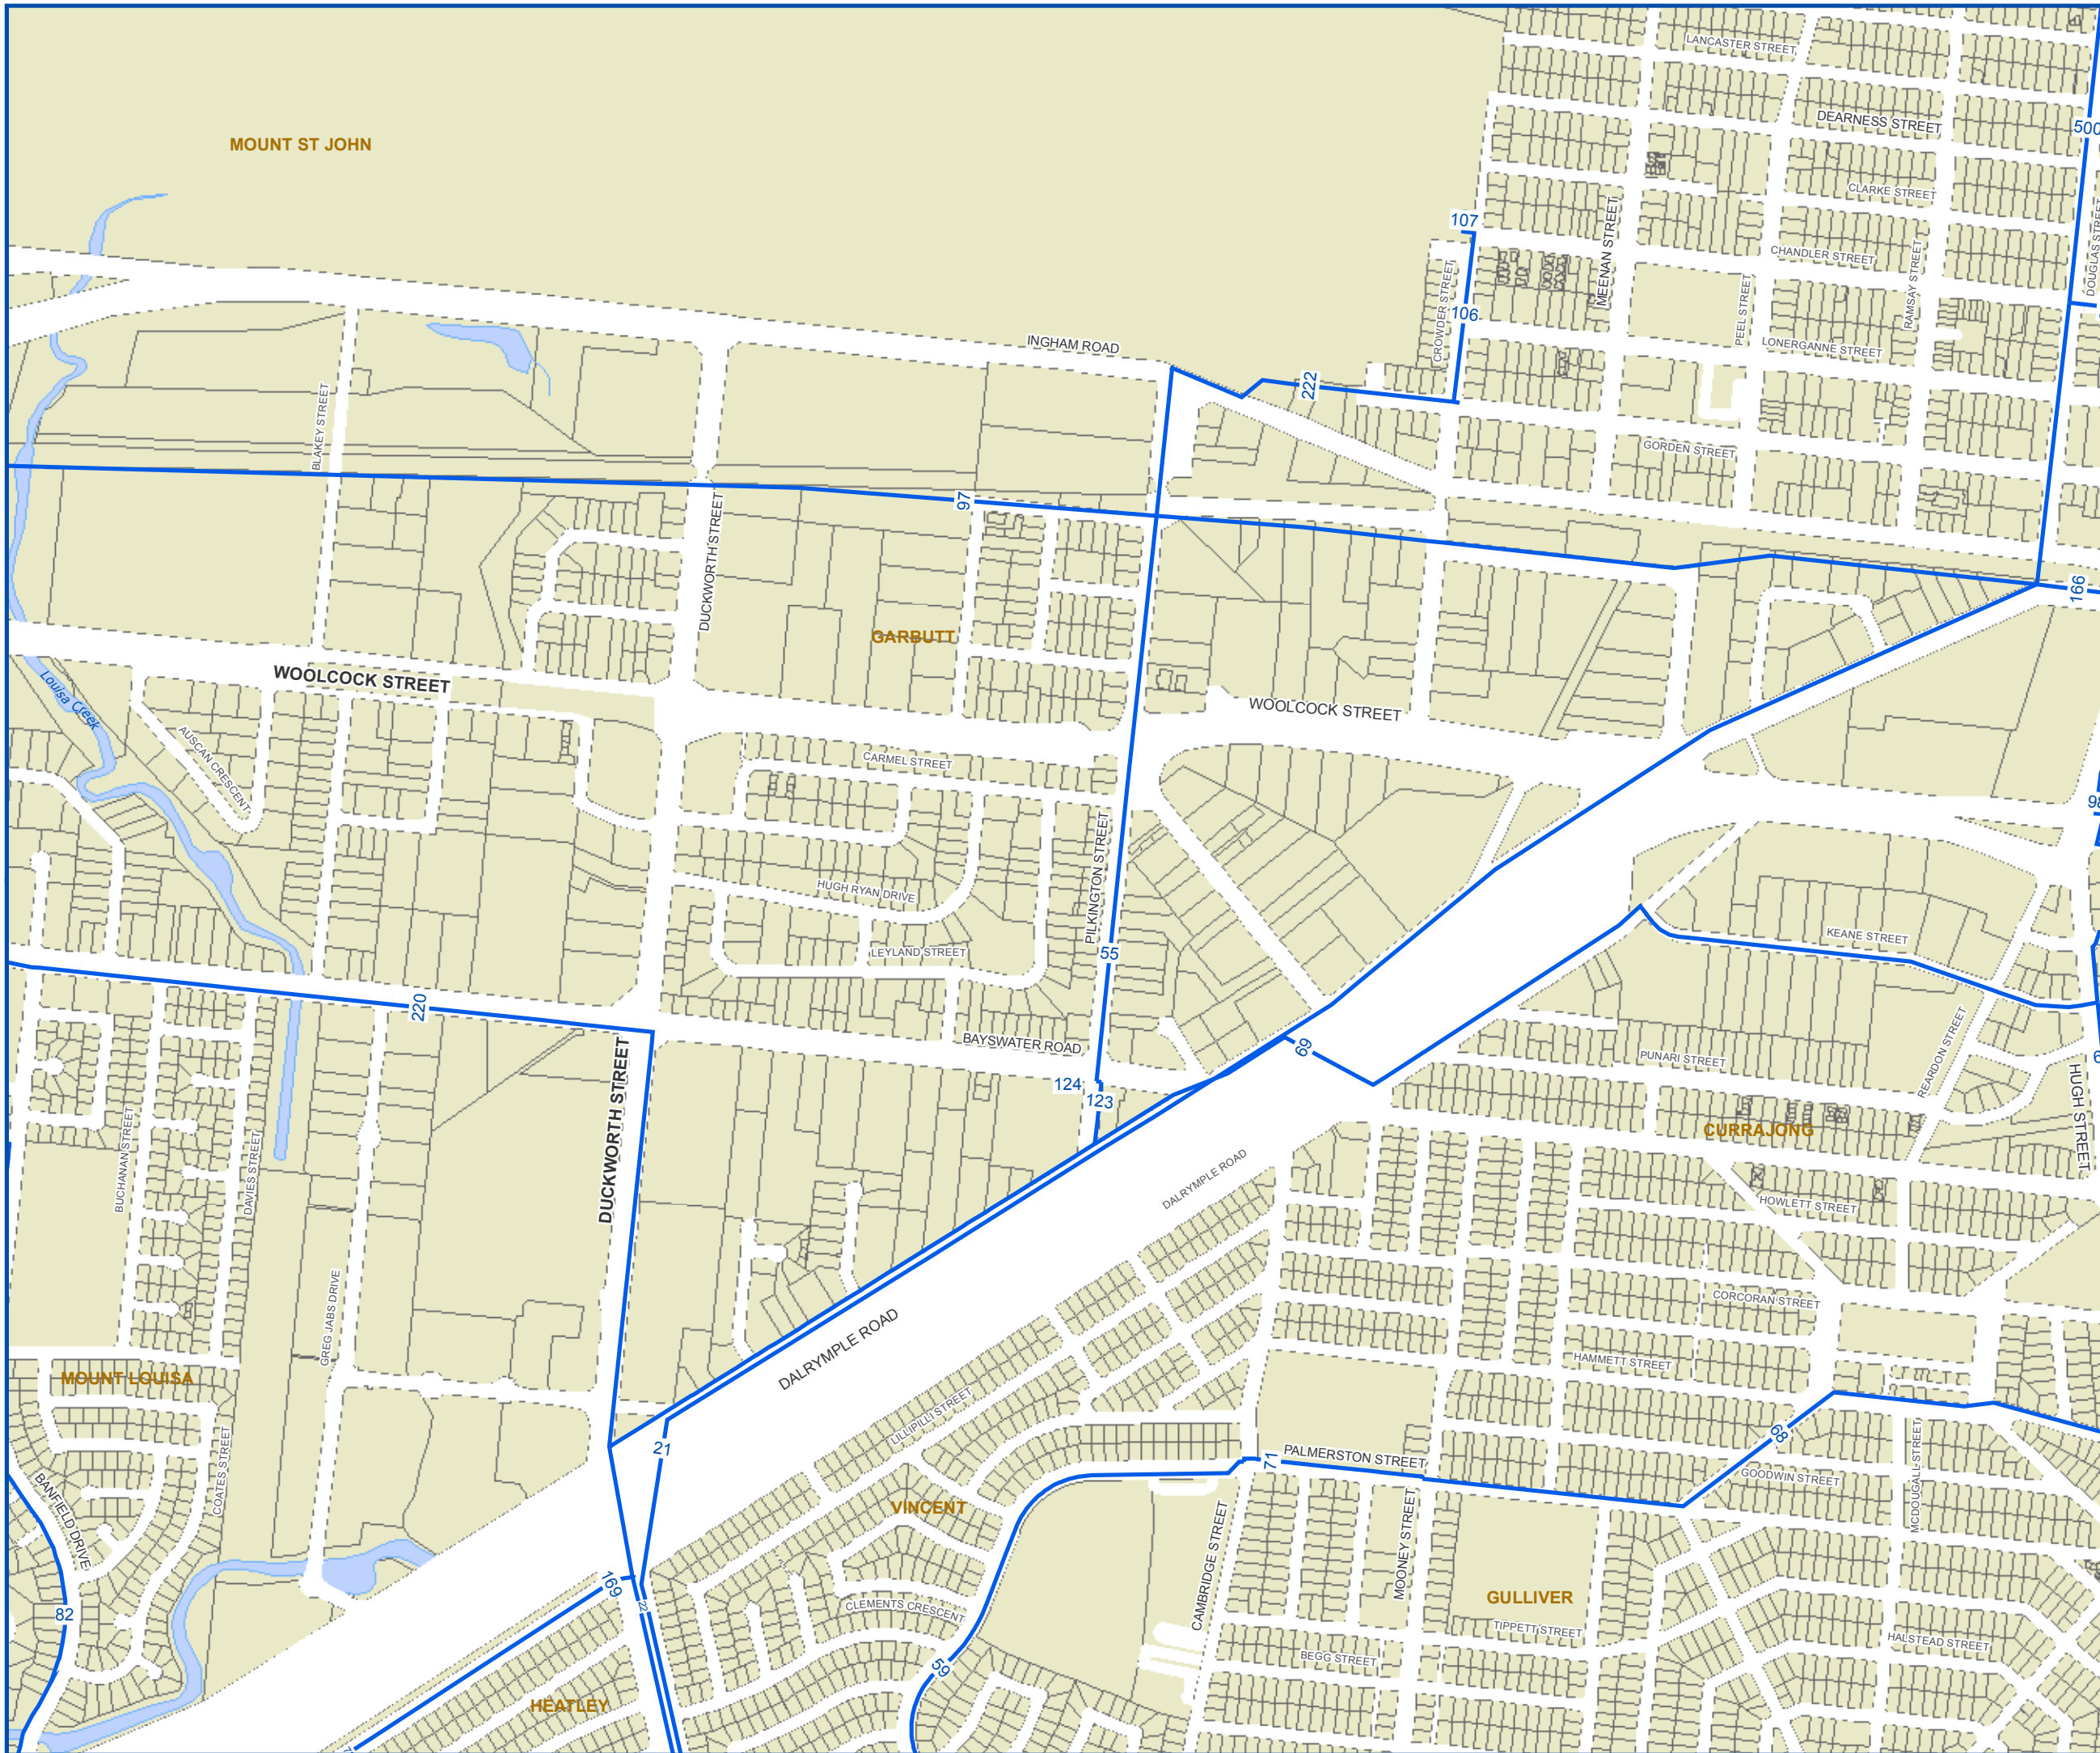 LANCASTER STREET
DEARNESS STREET
500
MOUNT ST JOHN
CLARKE STREET
107
MEENAN STREET
CHANDLER STREET
RAMSAY STREET
DOUGLAS STREET
CROWDER STREET
106
PEEL STREET
INGHAM ROAD
LONERGANNE STREET
222
BLAKEY STREET
GORDEN STREET
97
DUCKWORTH STREET
166
GARBUTT
WOOLCOCK STREET
WOOLCOCK STREET
Louisa Creek
AUSCAN CRESCENT
CARMEL STREET
PILKINGTON STREET
HUGH RYAN DRIVE
KEANE STREET
LEYLAND STREET
55
220
BAYSWATER ROAD
69
PUNARI STREET
REARDON STREET
124
123
HUGH STREET
DUCKWORTH STREET
CURRAJONG
BUCHANAN STREET
DAVIES STREET
DALRYMPLE ROAD
HOWLETT STREET
GREG JABS DRIVE
CORCORAN STREET
DALRYMPLE ROAD
HAMMETT STREET
MOUNT LOUISA
LILLIPILLI STREET
68
21
COATES STREET
71
PALMERSTON STREET
GOODWIN STREET
MCDOUGALL STREET
BANFIELD DRIVE
VINCENT
MOONEY STREET
CAMBRIDGE STREET
169
22
CLEMENTS CRESCENT
GULLIVER
82
TIPPETT STREET
HALSTEAD STREET
BEGG STREET
59
HEATLEY